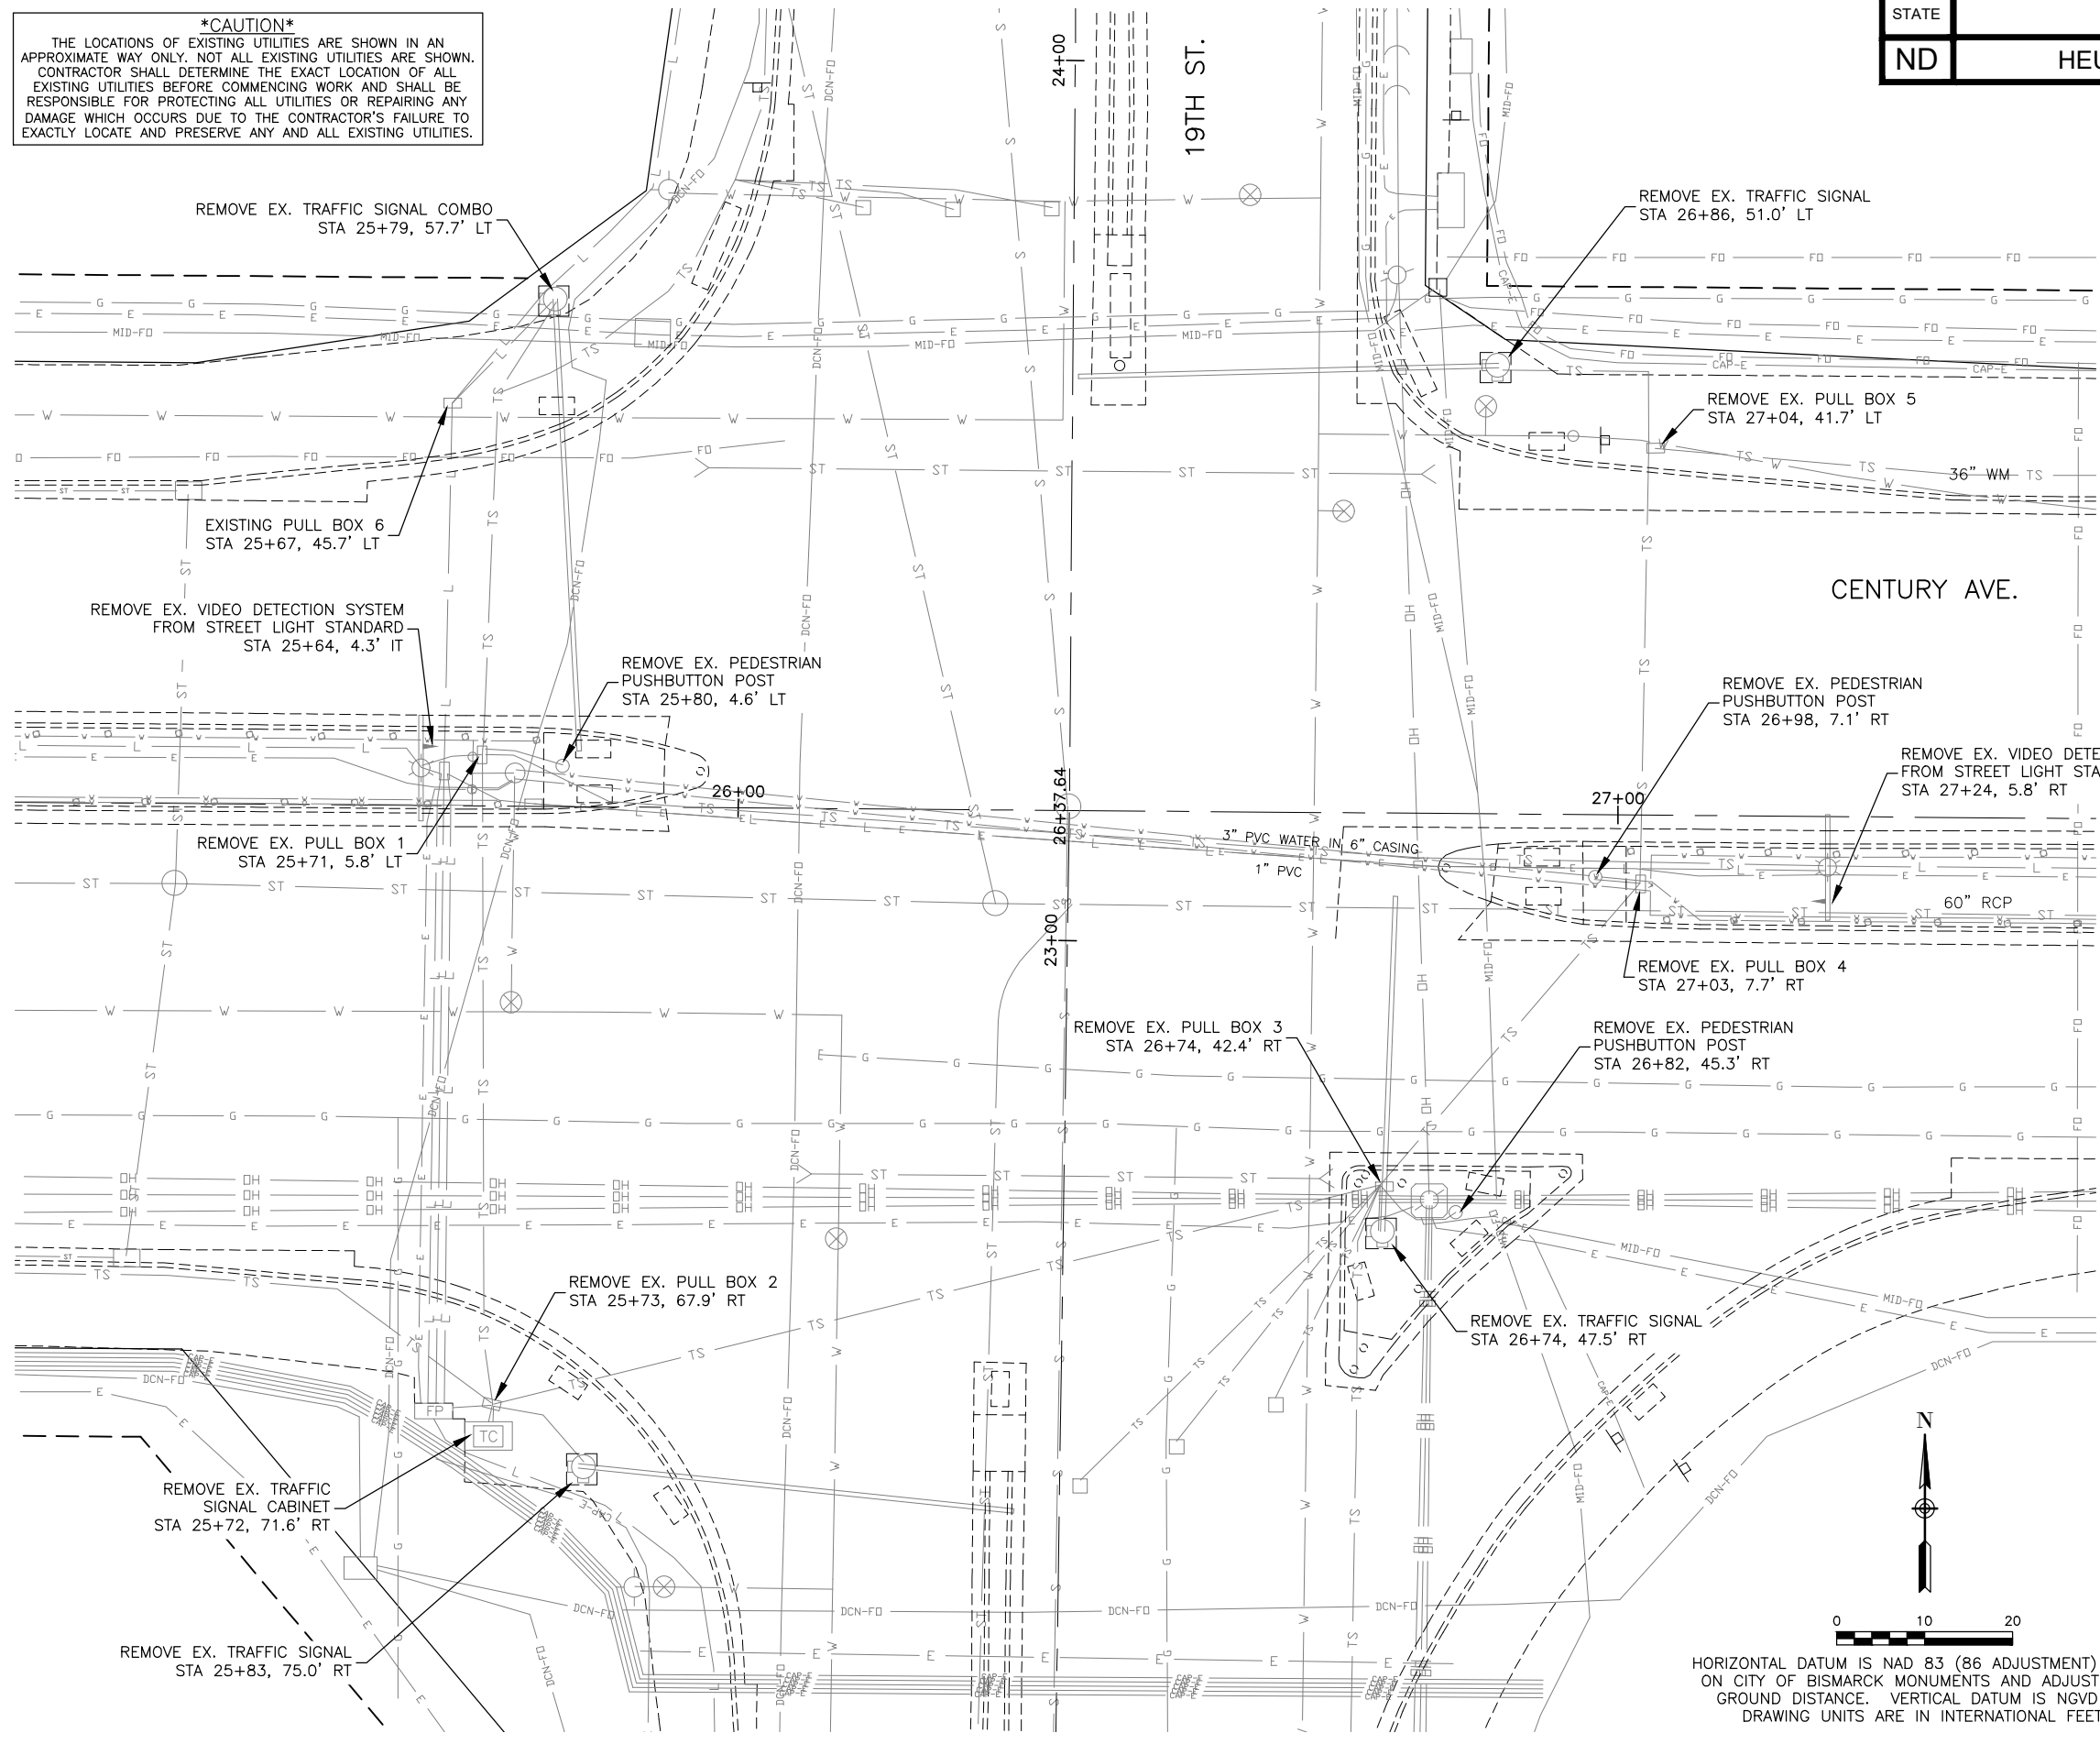 *CAUTION*
THE LOCATIONS OF EXISTING UTILITIES ARE SHOWN IN AN
APPROXIMATE WAY ONLY. NOT ALL EXISTING UTILITIES ARE SHOWN.
CONTRACTOR SHALL DETERMINE THE EXACT LOCATION OF ALL
EXISTING UTILITIES BEFORE COMMENCING WORK AND SHALL BE
RESPONSIBLE FOR PROTECTING ALL UTILITIES OR REPAIRING ANY
DAMAGE WHICH OCCURS DUE TO THE CONTRACTOR'S FAILURE TO
EXACTLY LOCATE AND PRESERVE ANY AND ALL EXISTING UTILITIES.
STATE
ND
HEU
24+00
19TH ST.
REMOVE EX. TRAFFIC SIGNAL COMBO
STA 25+79, 57.7' LT
REMOVE EX. TRAFFIC SIGNAL
STA 26+86, 51.0' LT
REMOVE EX. PULL BOX 5
STA 27+04, 41.7' LT
36" WM
EXISTING PULL BOX 6
STA 25+67, 45.7' LT
CENTURY AVE.
REMOVE EX. VIDEO DETECTION SYSTEM
FROM STREET LIGHT STANDARD
STA 25+64, 4.3' IT
REMOVE EX. PEDESTRIAN
PUSHBUTTON POST
STA 25+80, 4.6' LT
REMOVE EX. PEDESTRIAN
PUSHBUTTON POST
STA 26+98, 7.1' RT
REMOVE EX. VIDEO DETE
FROM STREET LIGHT STA
STA 27+24, 5.8' RT
26+00
26+37.64
27+00
REMOVE EX. PULL BOX 1
STA 25+71, 5.8' LT
3" PVC WATER IN 6" CASING
1" PVC
60" RCP
23+00
REMOVE EX. PULL BOX 4
STA 27+03, 7.7' RT
REMOVE EX. PULL BOX 3
STA 26+74, 42.4' RT
REMOVE EX. PEDESTRIAN
PUSHBUTTON POST
STA 26+82, 45.3' RT
REMOVE EX. PULL BOX 2
STA 25+73, 67.9' RT
REMOVE EX. TRAFFIC SIGNAL
STA 26+74, 47.5' RT
FP
TC
REMOVE EX. TRAFFIC
SIGNAL CABINET
STA 25+72, 71.6' RT
REMOVE EX. TRAFFIC SIGNAL
STA 25+83, 75.0' RT
N
0 10 20
HORIZONTAL DATUM IS NAD 83 (86 ADJUSTMENT)
ON CITY OF BISMARCK MONUMENTS AND ADJUST
GROUND DISTANCE. VERTICAL DATUM IS NGVD
DRAWING UNITS ARE IN INTERNATIONAL FEET